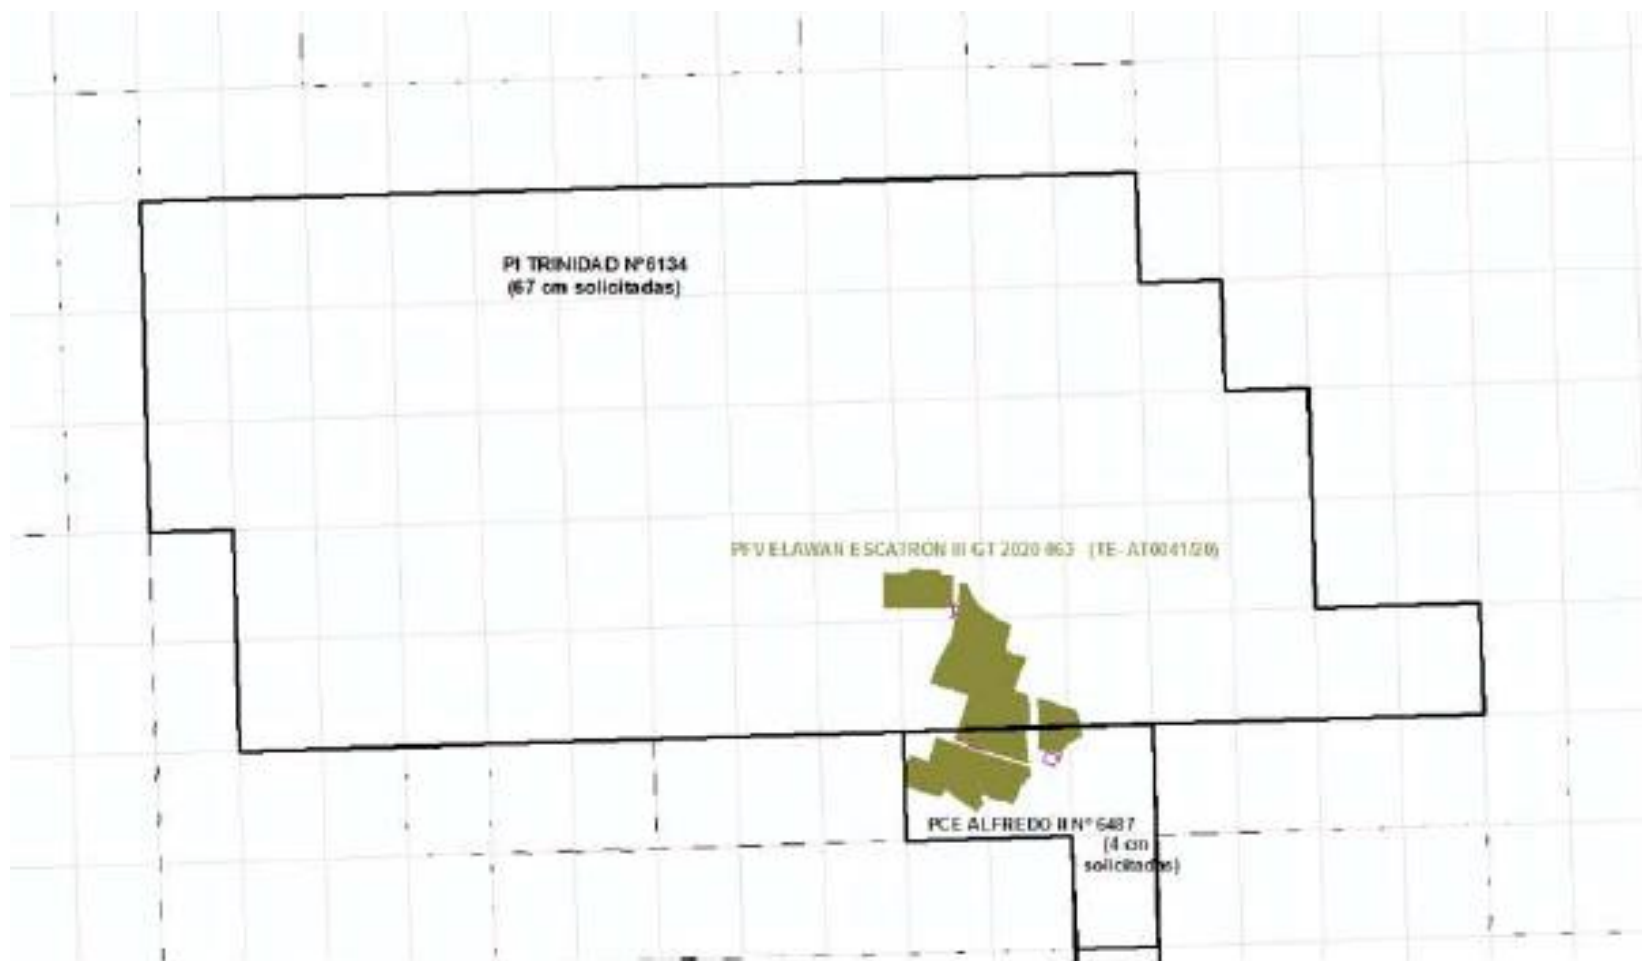 PI TRINIDAD Nº6134
(67 cm solicitadas)
PFV ELAWAN ESCATRÓN III GT 2020 063 (TE-AT0041/20)
PCE ALFREDO II Nº 6487
(4 cm
solicitadas)